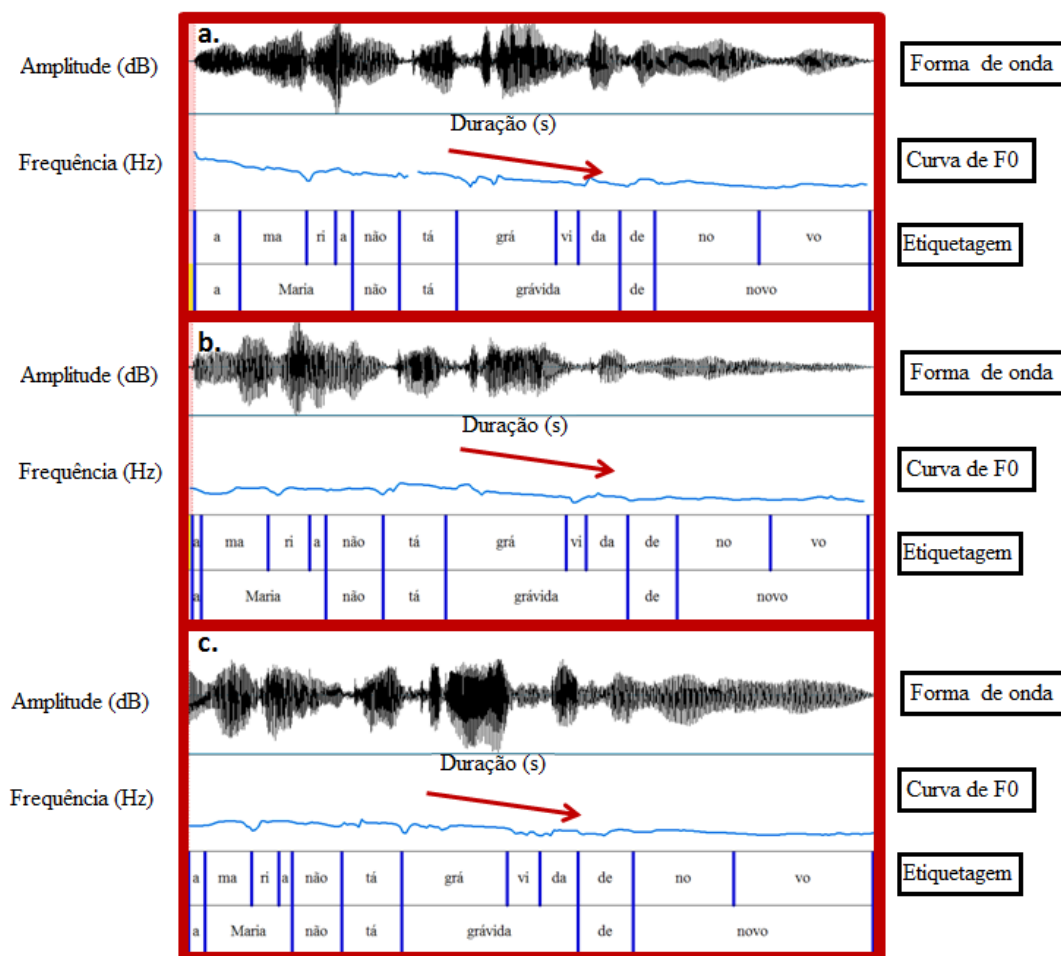 a.
Amplitude (dB)
Forma de onda
Duração (s)
Frequência (Hz)
Curva de F0
a ma ri a não tá grá vi da de no vo
Etiquetagem
a Maria não tá grávida de novo
b.
Amplitude (dB)
Forma de onda
Duração (s)
Frequência (Hz)
Curva de F0
a ma ri a não tá grá vi da de no vo
Etiquetagem
a Maria não tá grávida de novo
c.
Amplitude (dB)
Forma de onda
Duração (s)
Frequência (Hz)
Curva de F0
a ma ri a não tá grá vi da de no vo
Etiquetagem
a Maria não tá grávida de novo